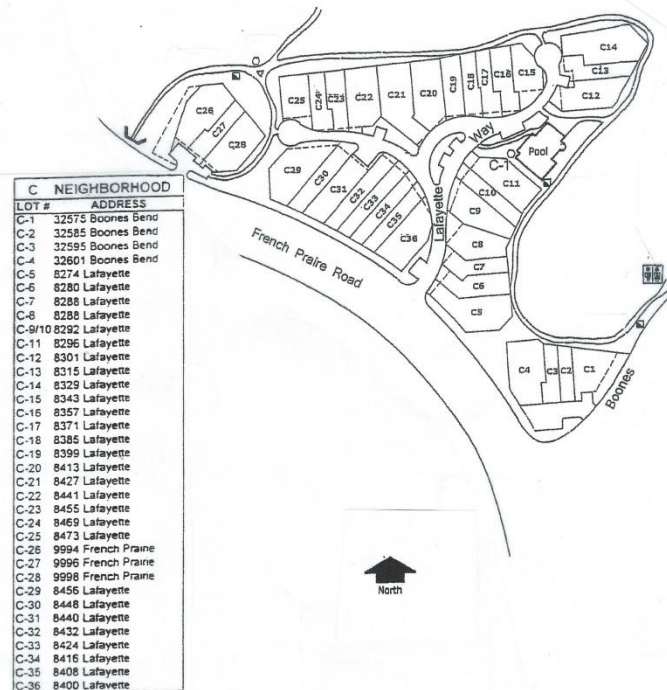 C NEIGHBORHOOD
LOT # ADDRESS
C-1 32575 Boones Bend
C-2 32585 Boones Bend
C-3 32595 Boones Bend
C-4 32601 Boones Bend
C-5 8274 Lafayette
C-6 8280 Lafayette
C-7 8288 Lafayette
C-8 8288 Lafayette
C-9/10 8292 Lafayette
C-11 8296 Lafayette
C-12 8301 Lafayette
C-13 8315 Lafayette
C-14 8329 Lafayette
C-15 8343 Lafayette
C-16 8357 Lafayette
C-17 8371 Lafayette
C-18 8385 Lafayette
C-19 8399 Lafayette
C-20 8413 Lafayette
C-21 8427 Lafayette
C-22 8441 Lafayette
C-23 8455 Lafayette
C-24 8469 Lafayette
C-25 8473 Lafayette
C-26 9994 French Prairie
C-27 9996 French Prairie
C-28 9998 French Prairie
C-29 8456 Lafayette
C-30 8448 Lafayette
C-31 8440 Lafayette
C-32 8432 Lafayette
C-33 8424 Lafayette
C-34 8416 Lafayette
C-35 8408 Lafayette
C-36 8400 Lafayette
C26
C27
C28
C25
C24
C23
C22
C21
C20
C19
C18
C17
C16
C15
C14
C13
C12
Way
Pool
C-1
C11
C10
C9
C8
C7
C6
C5
Lafayette
C29
C30
C31
C32
C33
C34
C35
C36
French Praire Road
C4
C3
C2
C1
Boones
North